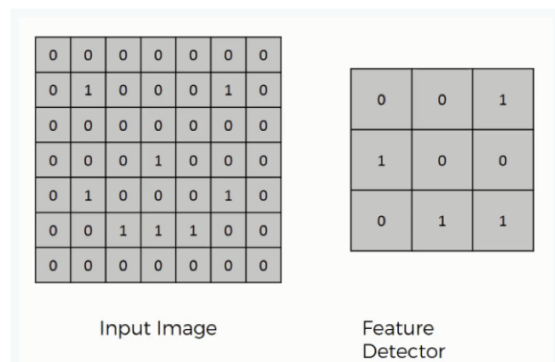 0 0 0 0 0 0 0
0 1 0 0 0 1 0
0 0 0 0 0 0 0
0 0 0 1 0 0 0
0 1 0 0 0 1 0
0 0 1 1 1 0 0
0 0 0 0 0 0 0
Input Image
0 0 1
1 0 0
0 1 1
Feature
Detector